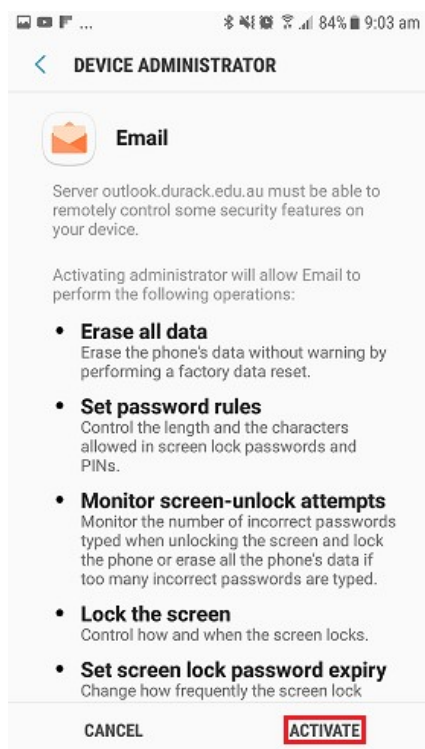 ... 84% 9:03 am
DEVICE ADMINISTRATOR
Email
Server outlook.durack.edu.au must be able to
remotely control some security features on
your device.
Activating administrator will allow Email to
perform the following operations:
• Erase all data
Erase the phone's data without warning by
performing a factory data reset.
• Set password rules
Control the length and the characters
allowed in screen lock passwords and
PINs.
• Monitor screen-unlock attempts
Monitor the number of incorrect passwords
typed when unlocking the screen and lock
the phone or erase all the phone's data if
too many incorrect passwords are typed.
• Lock the screen
Control how and when the screen locks.
• Set screen lock password expiry
Change how frequently the screen lock
CANCEL ACTIVATE